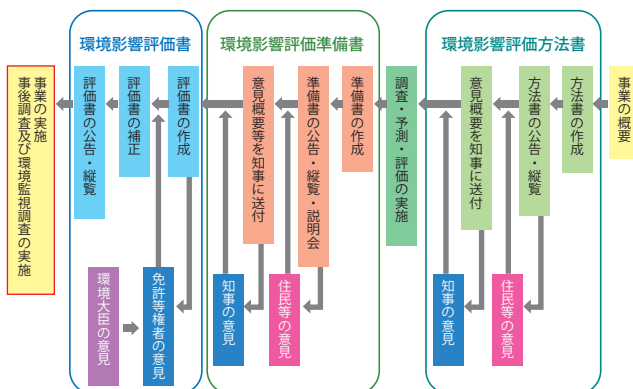 事業の概要
環境影響評価方法書
方法書の作成
方法書の公告・縦覧
意見概要を知事に送付
住民等の意見
知事の意見
調査・予測・評価の実施
環境影響評価準備書
準備書の作成
準備書の公告・縦覧・説明会
意見概要等を知事に送付
住民等の意見
知事の意見
環境影響評価書
評価書の作成
評価書の補正
評価書の公告・縦覧
免許等権者の意見
環境大臣の意見
事業の実施
事後調査及び環境監視調査の実施